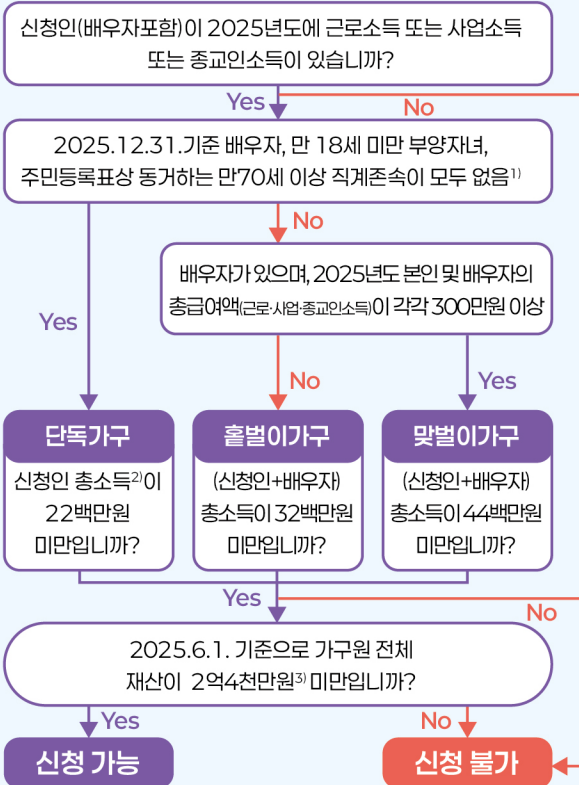 신청인(배우자포함)이 2025년도에 근로소득 또는 사업소득
또는 종교인소득이 있습니까?
Yes
No
2025.12.31.기준 배우자, 만 18세 미만 부양자녀,
주민등록표상 동거하는 만70세 이상 직계존속이 모두 없음1)
No
배우자가 있으며, 2025년도 본인 및 배우자의
총급여액(근로·사업·종교인소득)이 각각 300만원 이상
Yes
No
Yes
단독가구
신청인 총소득2)이
22백만원
미만입니까?
홑벌이가구
(신청인+배우자)
총소득이 32백만원
미만입니까?
맞벌이가구
(신청인+배우자)
총소득이 44백만원
미만입니까?
Yes
No
2025.6.1. 기준으로 가구원 전체
재산이 2억4천만원3) 미만입니까?
Yes
No
신청 가능
신청 불가